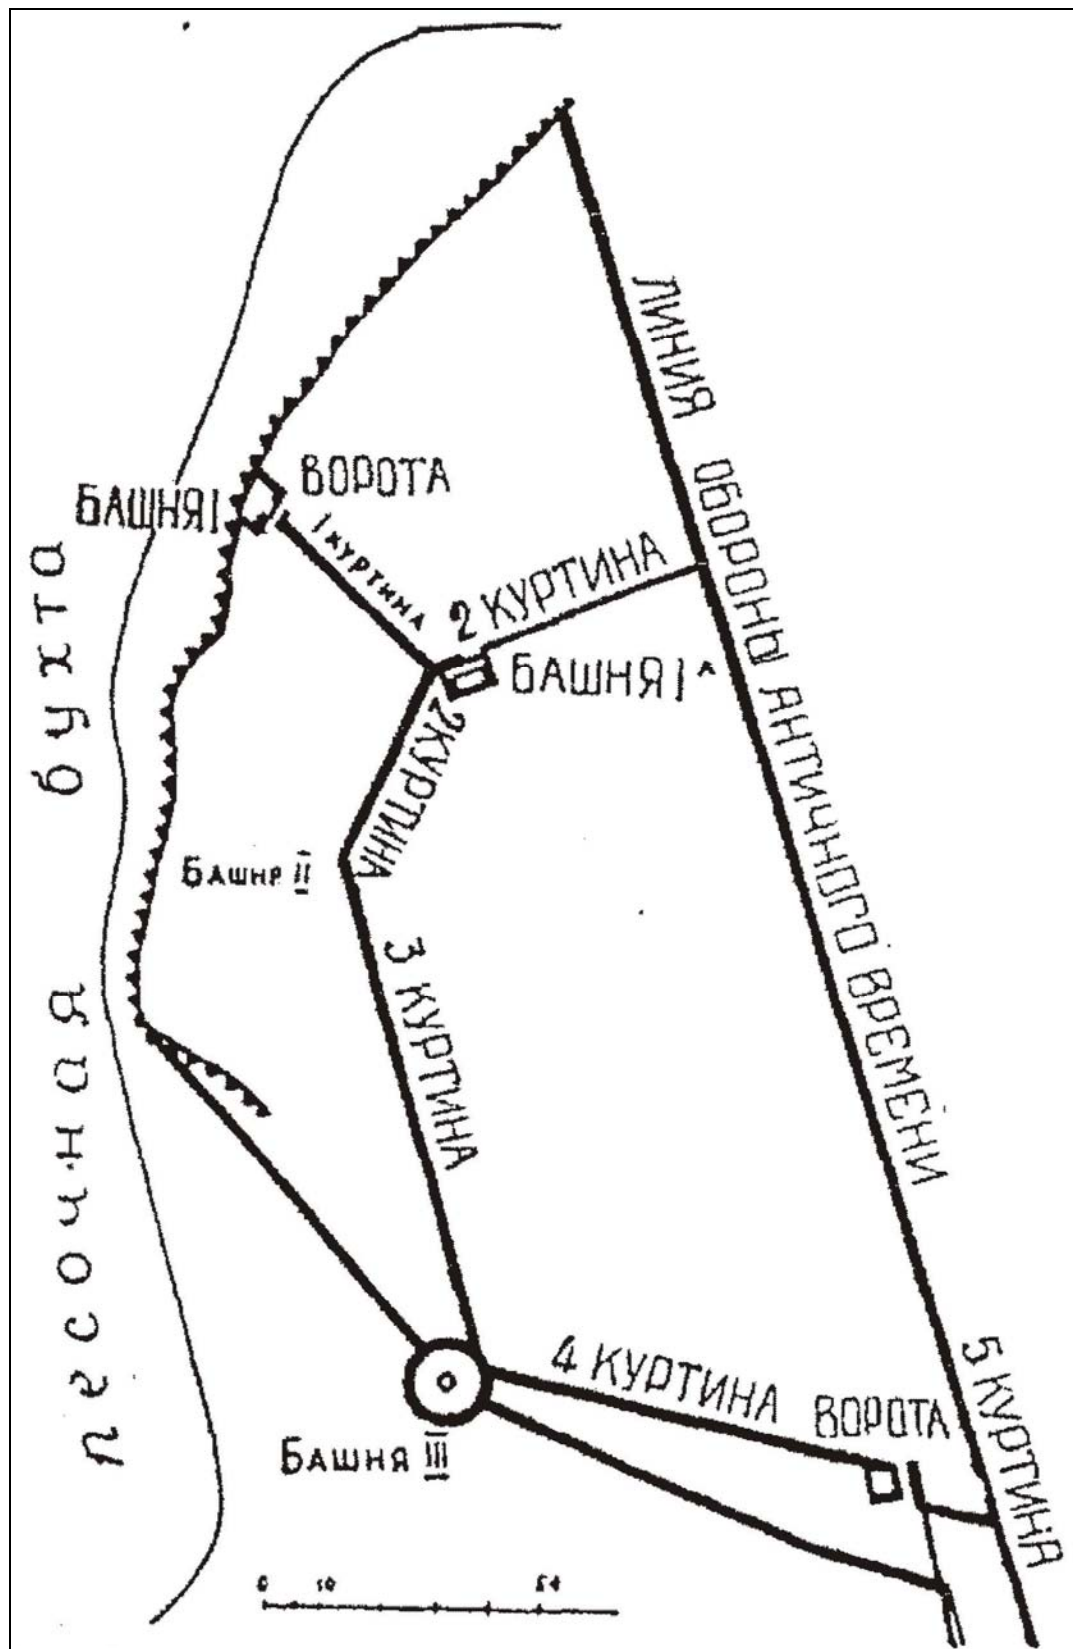 ЛИНИЯ ОБОРОНЫ АНТИЧНОГО ВРЕМЕНИ
ВОРОТА
БАШНЯ I
1 КУРТИНА
2 КУРТИНА
БАШНЯ I ᴬ
2 КУРТИНА
БАШНЯ II
3 КУРТИНА
песочная бухта
4 КУРТИНА
ВОРОТА
5 КУРТИНА
БАШНЯ III
0 10